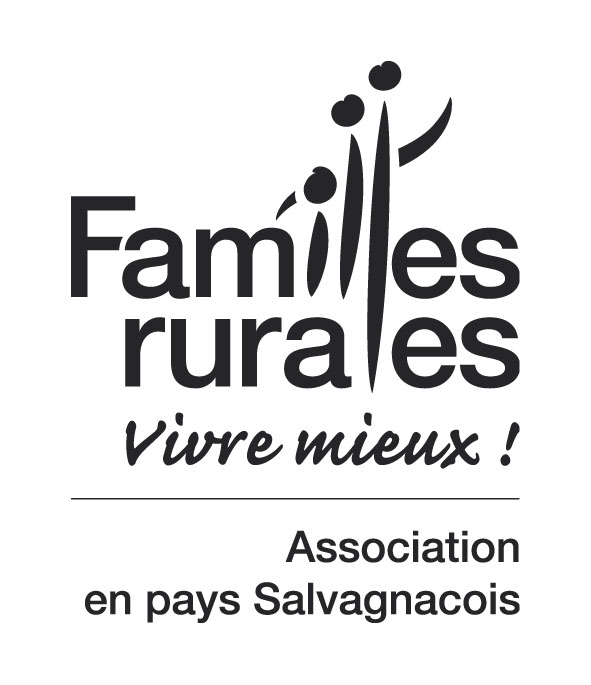 Familles
rurales
Vivre mieux !
Association
en pays Salvagnacois